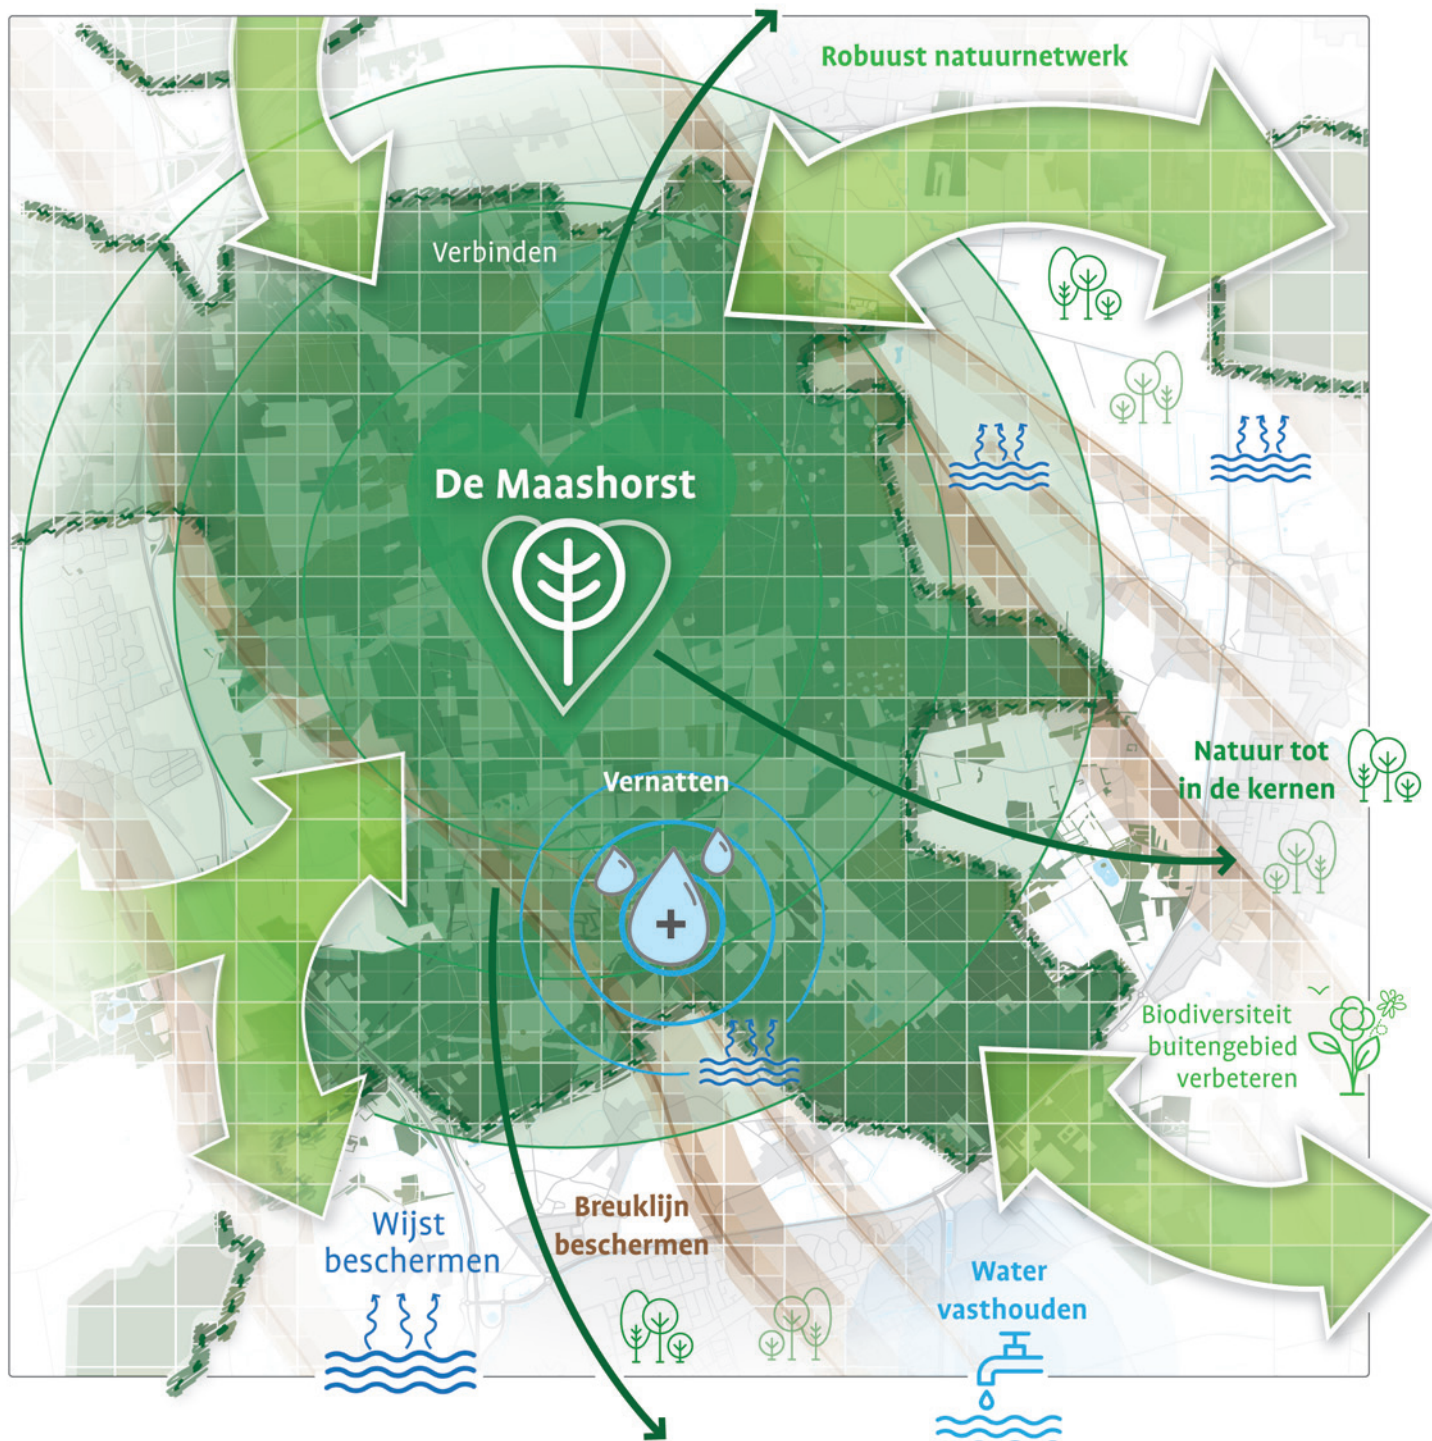 Robuust natuurnetwerk
Verbinden
De Maashorst
Natuur tot
in de kernen
Vernatten
Biodiversiteit
buitengebied
verbeteren
Breuklijn
beschermen
Wijst
beschermen
Water
vasthouden